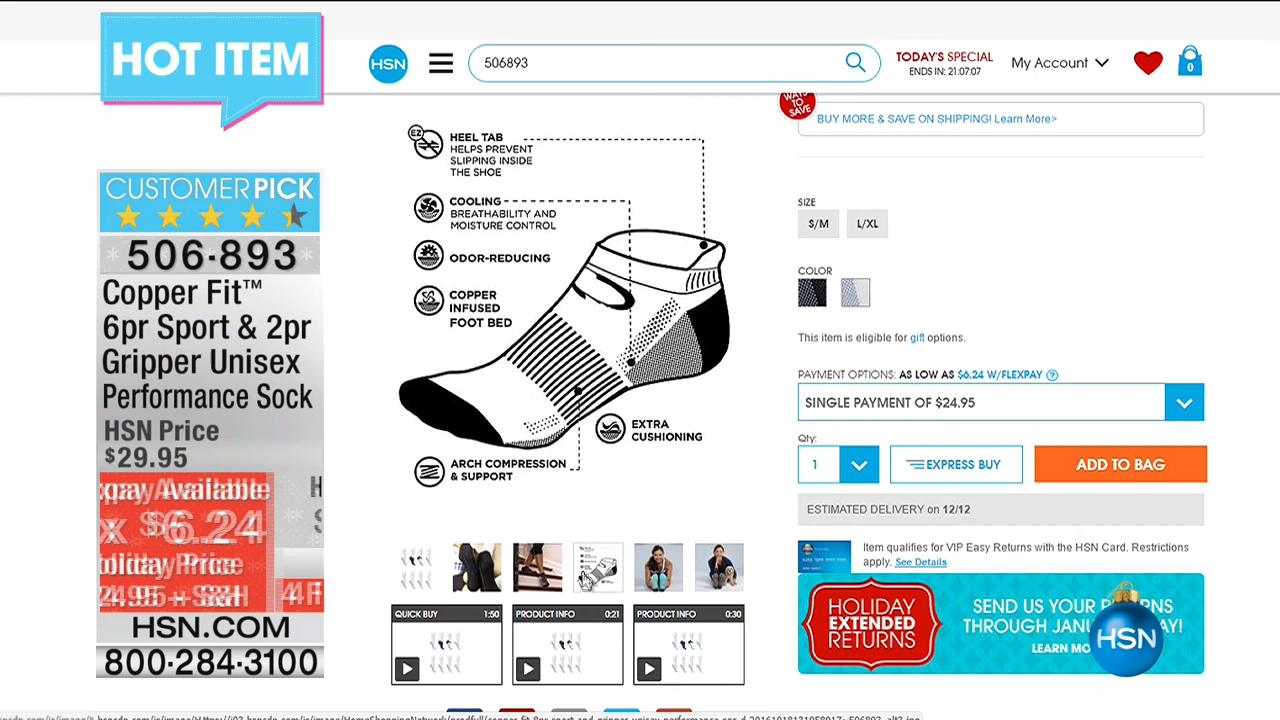 HOT ITEM
HSN
506893
TODAY'S SPECIAL
ENDS IN: 21:07:07
My Account
0
WAYS
TO
SAVE
BUY MORE & SAVE ON SHIPPING! Learn More>
CUSTOMER PICK
506·893
Copper Fit™
6pr Sport & 2pr
Gripper Unisex
Performance Sock
HSN Price
$29.95
xpay Available
x $6.24
oliday Price
24.95 + S&H
HSN.COM
800·284·3100
EZ
HEEL TAB
HELPS PREVENT
SLIPPING INSIDE
THE SHOE
COOLING
BREATHABILITY AND
MOISTURE CONTROL
ODOR-REDUCING
COPPER
INFUSED
FOOT BED
EXTRA
CUSHIONING
ARCH COMPRESSION
& SUPPORT
QUICK BUY 1:50
PRODUCT INFO 0:21
PRODUCT INFO 0:30
SIZE
S/M L/XL
COLOR
This item is eligible for gift options.
PAYMENT OPTIONS: AS LOW AS $6.24 W/FLEXPAY ?
SINGLE PAYMENT OF $24.95
Qty:
1
EXPRESS BUY
ADD TO BAG
ESTIMATED DELIVERY on 12/12
Item qualifies for VIP Easy Returns with the HSN Card. Restrictions
apply. See Details
HOLIDAY
EXTENDED
RETURNS
SEND US YOUR RETURNS
THROUGH JANU AY!
LEARN MO
HSN